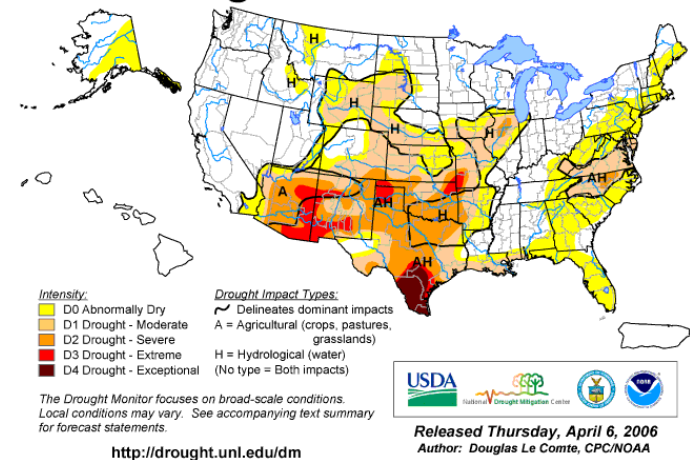 H
H
H
H
H
A
AH
H
AH
AH
Intensity:
D0 Abnormally Dry
D1 Drought - Moderate
D2 Drought - Severe
D3 Drought - Extreme
D4 Drought - Exceptional
Drought Impact Types:
Delineates dominant impacts
A = Agricultural (crops, pastures,
grasslands)
H = Hydrological (water)
(No type = Both impacts)
The Drought Monitor focuses on broad-scale conditions.
Local conditions may vary. See accompanying text summary
for forecast statements.
http://drought.unl.edu/dm
USDA
National Drought Mitigation Center
NOAA
Released Thursday, April 6, 2006
Author: Douglas Le Comte, CPC/NOAA